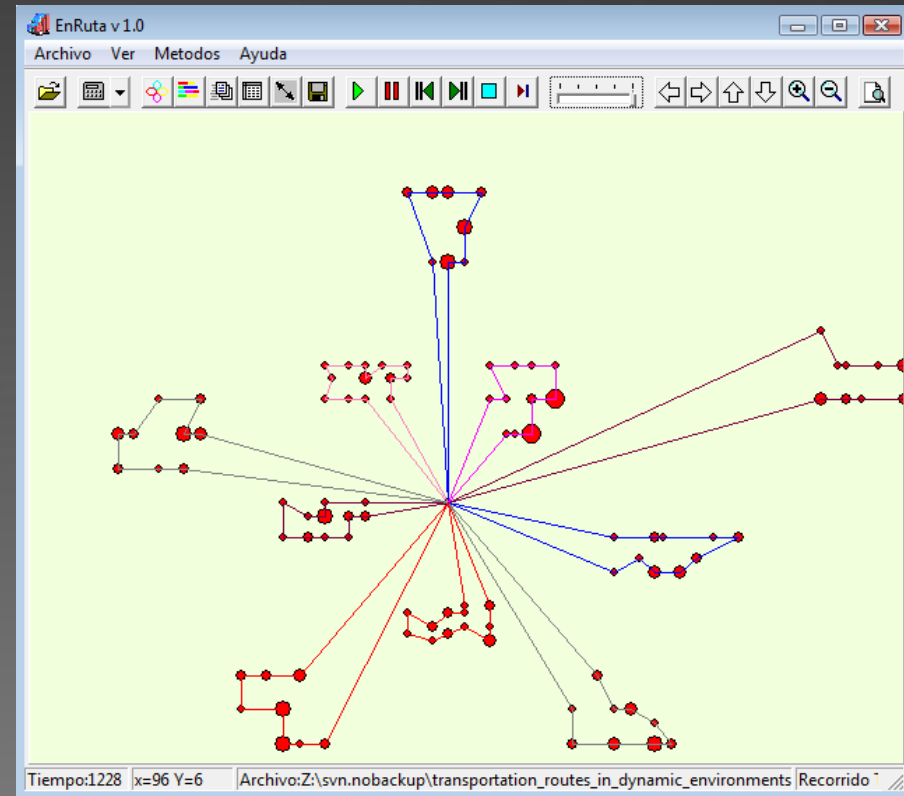 EnRuta v 1.0
Archivo Ver Metodos Ayuda
Tiempo:1228 x=96 Y=6 Archivo:Z:\svn.nobackup\transportation_routes_in_dynamic_environments Recorrido